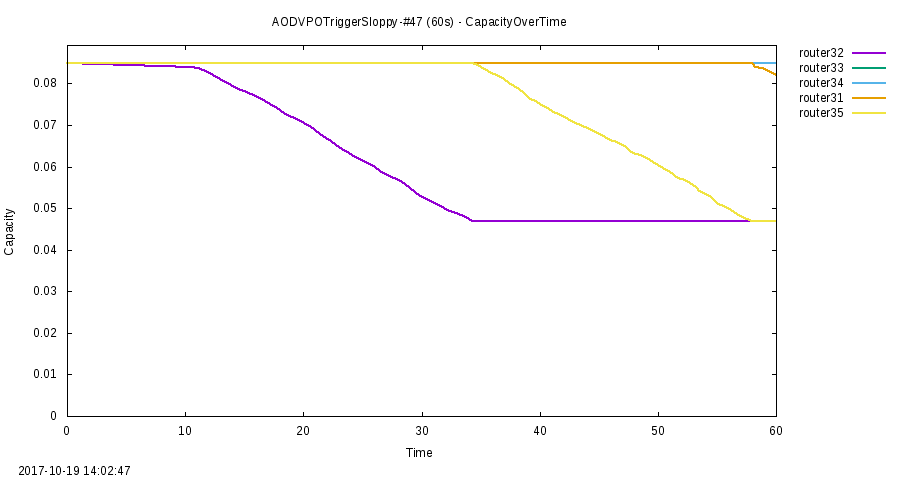 AODVPOTriggerSloppy-#47 (60s) - CapacityOverTime
router32
router33
router34
router31
router35
0.08
0.07
0.06
0.05
0.04
0.03
0.02
0.01
0
Capacity
0 10 20 30 40 50 60
Time
2017-10-19 14:02:47